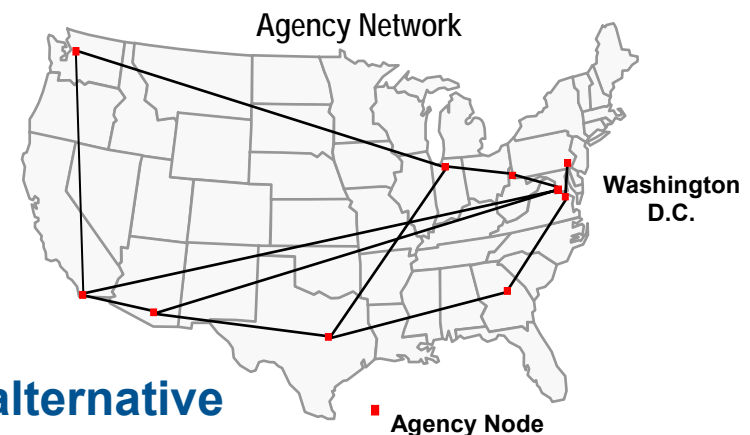 Agency Network
Washington
D.C.
alternative
Agency Node